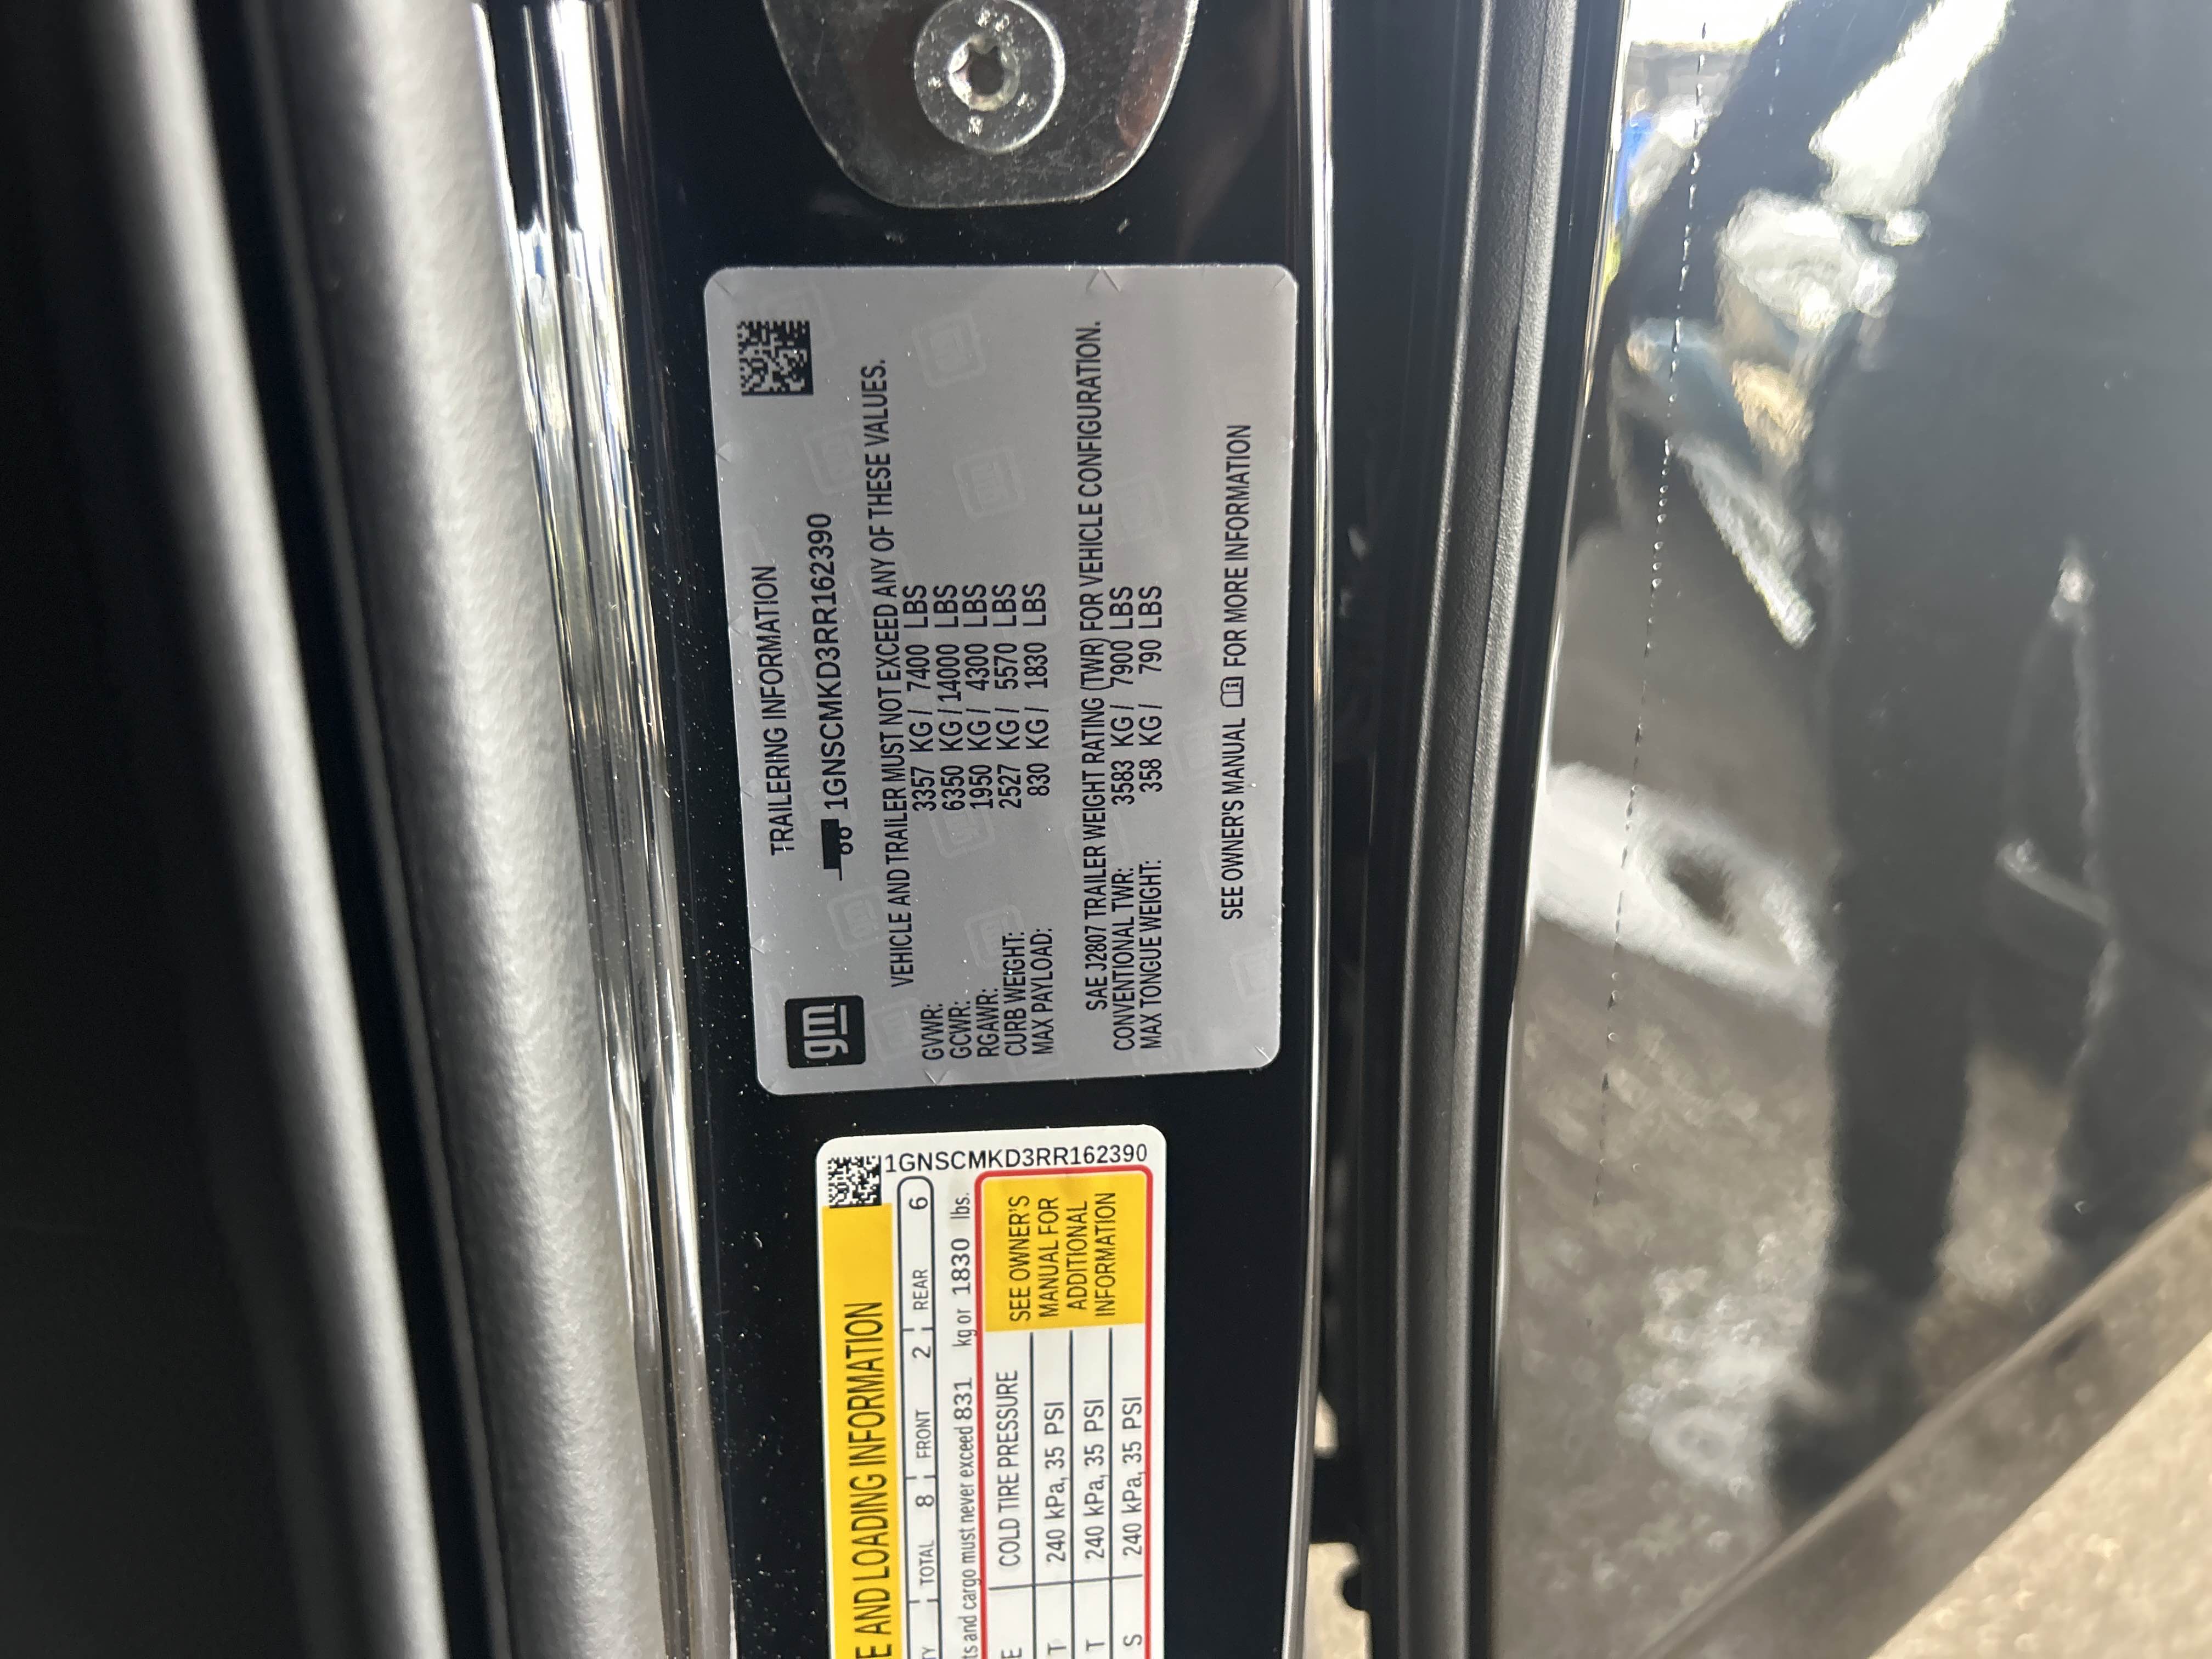 gm
TRAILERING INFORMATION
1GNSCMKD3RR162390
VEHICLE AND TRAILER MUST NOT EXCEED ANY OF THESE VALUES.
GVWR: 3357 KG / 7400 LBS
GCWR: 6350 KG / 14000 LBS
RGAWR: 1950 KG / 4300 LBS
CURB WEIGHT: 2527 KG / 5570 LBS
MAX PAYLOAD: 830 KG / 1830 LBS
SAE J2807 TRAILER WEIGHT RATING (TWR) FOR VEHICLE CONFIGURATION.
CONVENTIONAL TWR: 3583 KG / 7900 LBS
MAX TONGUE WEIGHT: 358 KG / 790 LBS
SEE OWNER'S MANUAL FOR MORE INFORMATION
E AND LOADING INFORMATION
TY TOTAL 8 FRONT 2 REAR 6
ts and cargo must never exceed 831 kg or 1830 lbs.
E COLD TIRE PRESSURE
T 240 kPa, 35 PSI
T 240 kPa, 35 PSI
S 240 kPa, 35 PSI
SEE OWNER'S
MANUAL FOR
ADDITIONAL
INFORMATION
1GNSCMKD3RR162390